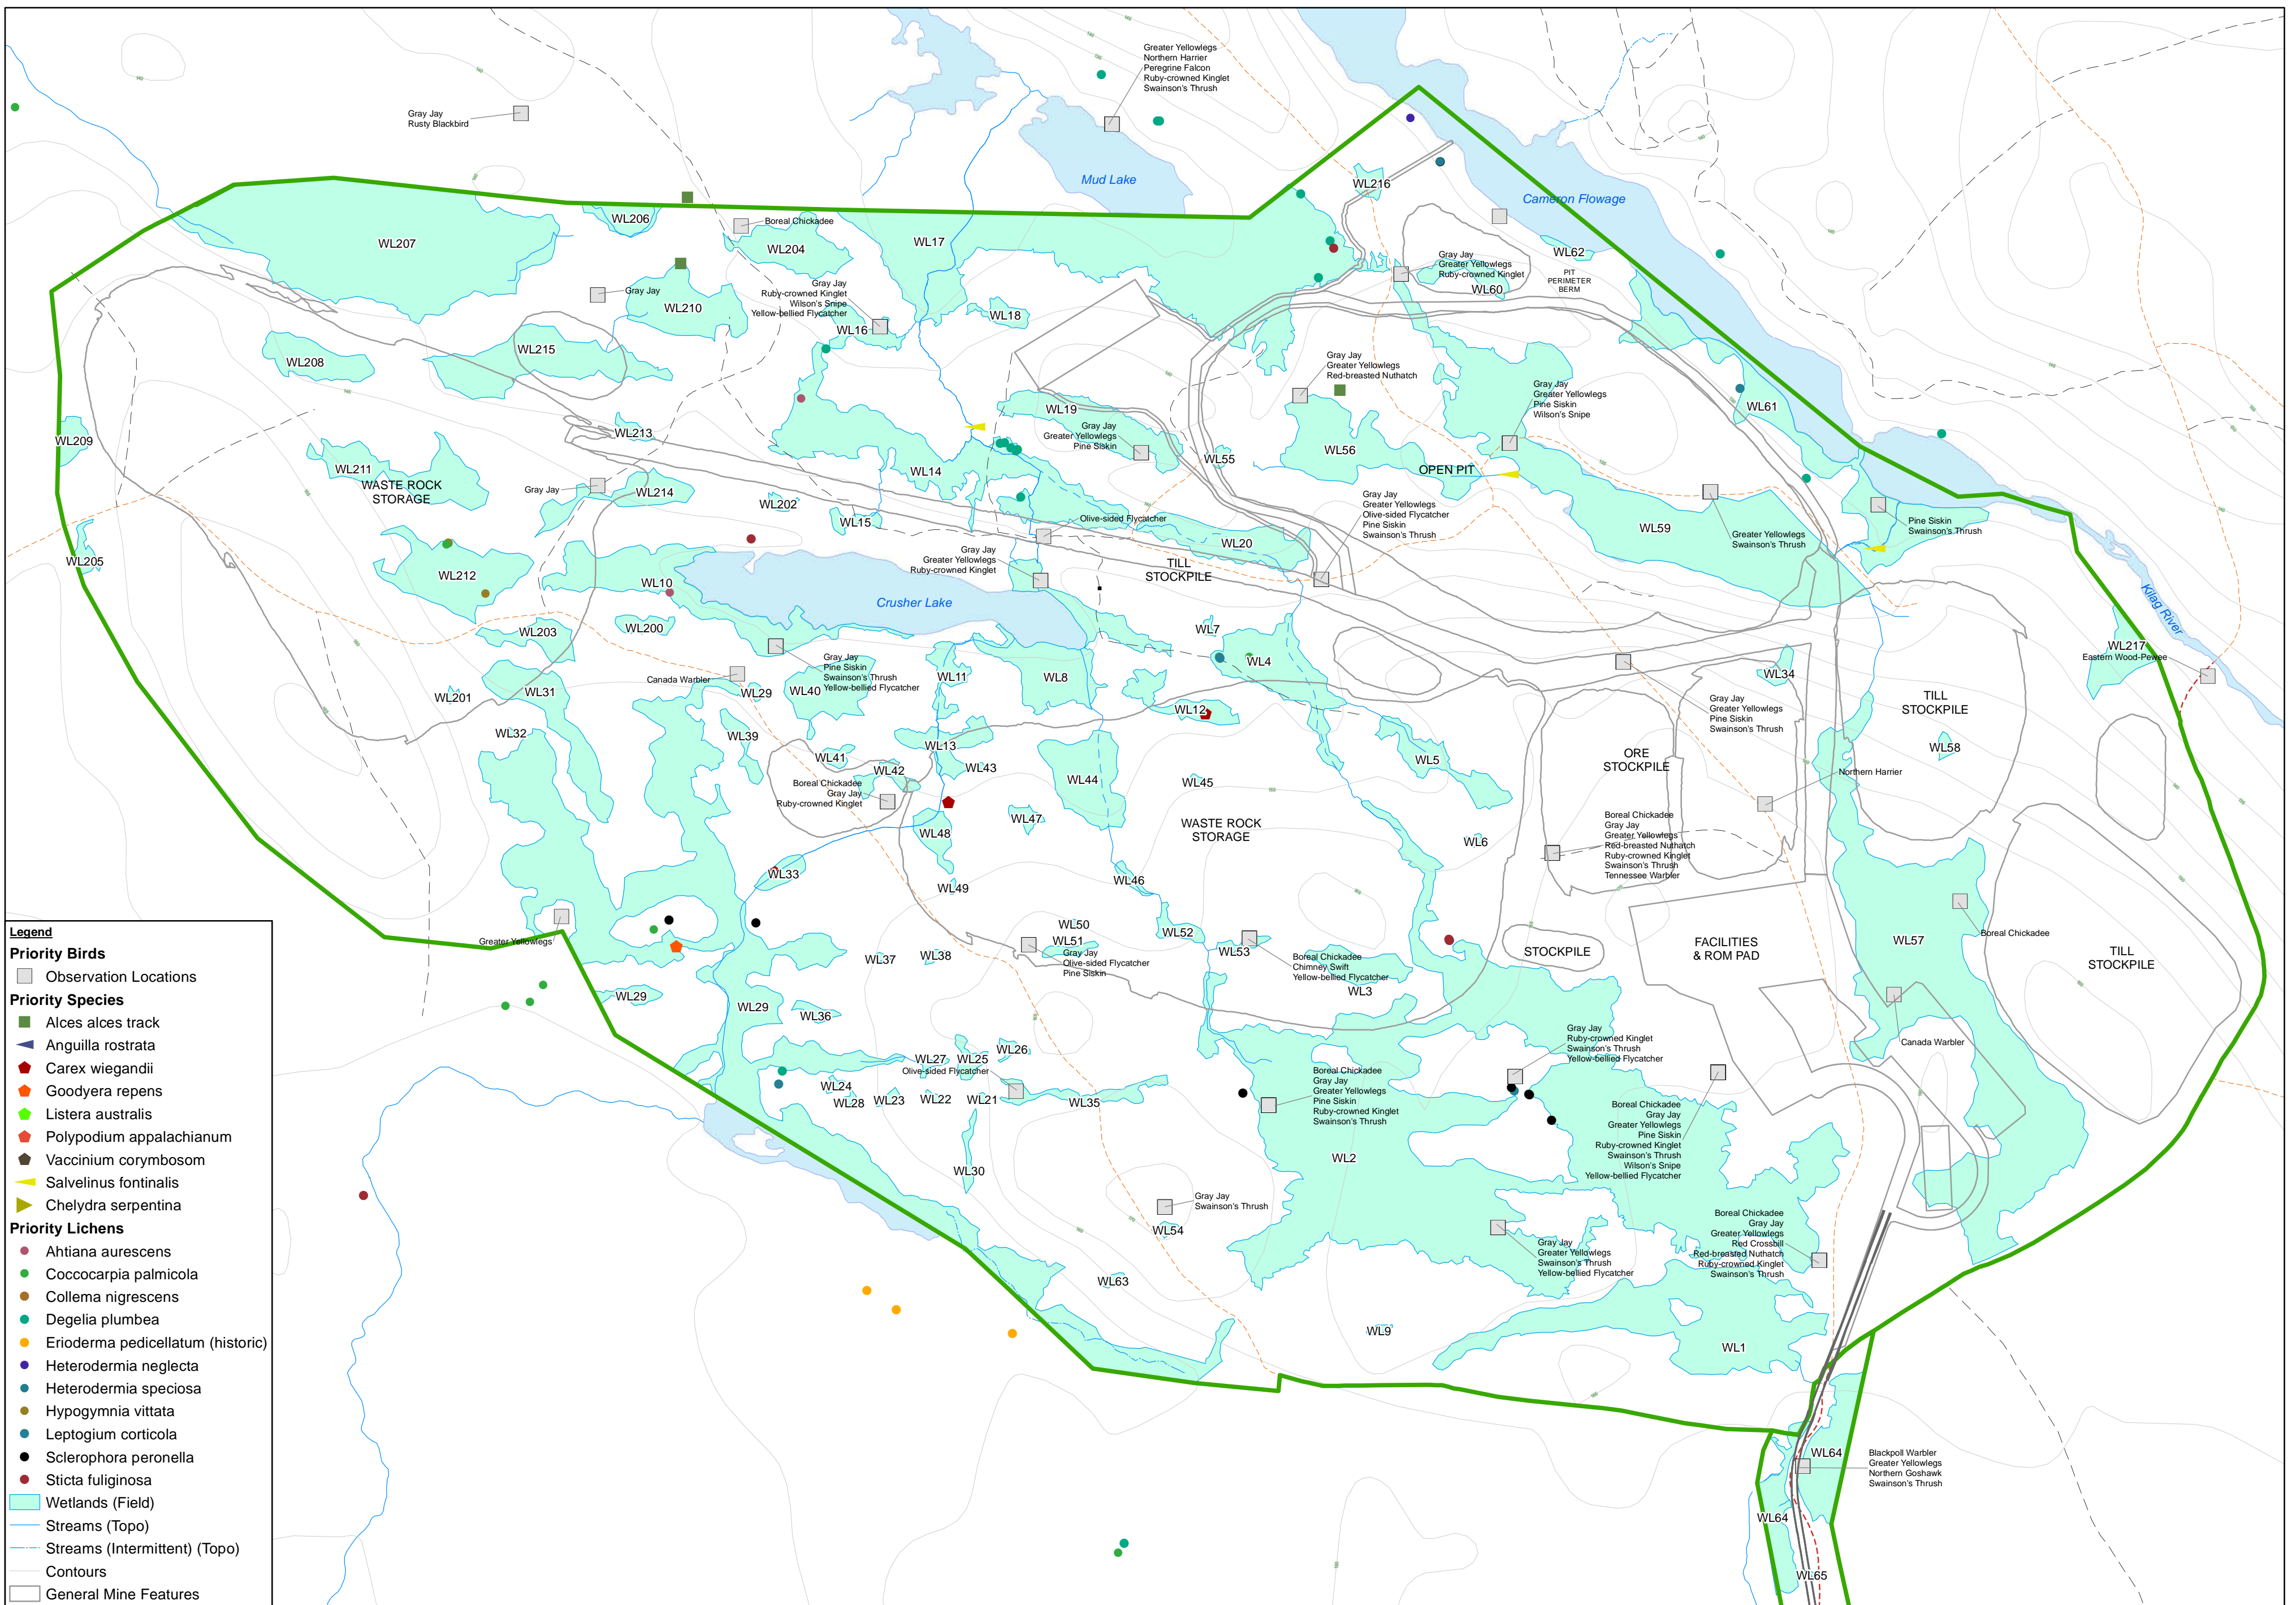 Greater Yellowlegs
Northern Harrier
Peregrine Falcon
Ruby-crowned Kinglet
Swainson's Thrush
Gray Jay
Rusty Blackbird
Mud Lake
WL216
Cameron Flowage
WL206
Boreal Chickadee
WL207
WL204
WL17
WL62
Gray Jay
Greater Yellowlegs
Ruby-crowned Kinglet
WL60
PIT
PERIMETER
BERM
Gray Jay
WL210
Gray Jay
Ruby-crowned Kinglet
Wilson's Snipe
Yellow-bellied Flycatcher
WL16
WL18
WL208
WL215
Gray Jay
Greater Yellowlegs
Red-breasted Nuthatch
Gray Jay
Greater Yellowlegs
Pine Siskin
Wilson's Snipe
WL61
WL19
Gray Jay
Greater Yellowlegs
Pine Siskin
WL209
WL213
WL211
WASTE ROCK
STORAGE
Gray Jay
WL214
WL202
WL14
WL15
WL55
WL56
OPEN PIT
Gray Jay
Greater Yellowlegs
Olive-sided Flycatcher
Pine Siskin
Swainson's Thrush
Olive-sided Flycatcher
WL20
WL59
Greater Yellowlegs
Swainson's Thrush
Pine Siskin
Swainson's Thrush
WL205
WL212
WL10
Gray Jay
Greater Yellowlegs
Ruby-crowned Kinglet
TILL
STOCKPILE
Crusher Lake
Kilag River
WL203
WL200
WL7
WL4
WL217
Eastern Wood-Pewee
Gray Jay
Pine Siskin
Swainson's Thrush
Yellow-bellied Flycatcher
Canada Warbler
WL201
WL31
WL29
WL40
WL11
WL8
WL34
WL12
Gray Jay
Greater Yellowlegs
Pine Siskin
Swainson's Thrush
TILL
STOCKPILE
WL32
WL39
WL41
WL13
WL42
WL43
WL44
WL45
WL5
ORE
STOCKPILE
WL58
Northern Harrier
Boreal Chickadee
Gray Jay
Ruby-crowned Kinglet
WL48
WL47
WASTE ROCK
STORAGE
WL6
Boreal Chickadee
Gray Jay
Greater Yellowlegs
Red-breasted Nuthatch
Ruby-crowned Kinglet
Swainson's Thrush
Tennessee Warbler
WL33
WL49
WL46
Greater Yellowlegs
WL50
WL51
Gray Jay
Olive-sided Flycatcher
Pine Siskin
WL52
WL53
Boreal Chickadee
Chimney Swift
Yellow-bellied Flycatcher
WL3
STOCKPILE
FACILITIES
& ROM PAD
WL57
Boreal Chickadee
TILL
STOCKPILE
WL37
WL38
WL29
WL29
WL36
WL27
WL25
WL26
Olive-sided Flycatcher
WL24
WL28
WL23
WL22
WL21
WL35
Gray Jay
Ruby-crowned Kinglet
Swainson's Thrush
Yellow-bellied Flycatcher
Canada Warbler
Boreal Chickadee
Gray Jay
Greater Yellowlegs
Pine Siskin
Ruby-crowned Kinglet
Swainson's Thrush
Boreal Chickadee
Gray Jay
Greater Yellowlegs
Pine Siskin
Ruby-crowned Kinglet
Swainson's Thrush
Wilson's Snipe
Yellow-bellied Flycatcher
WL2
WL30
Gray Jay
Swainson's Thrush
WL54
WL63
Gray Jay
Greater Yellowlegs
Swainson's Thrush
Yellow-bellied Flycatcher
Boreal Chickadee
Gray Jay
Greater Yellowlegs
Red Crossbill
Red-breasted Nuthatch
Ruby-crowned Kinglet
Swainson's Thrush
WL9
WL1
WL64
Blackpoll Warbler
Greater Yellowlegs
Northern Goshawk
Swainson's Thrush
WL64
WL65
Legend
Priority Birds
Observation Locations
Priority Species
Alces alces track
Anguilla rostrata
Carex wiegandii
Goodyera repens
Listera australis
Polypodium appalachianum
Vaccinium corymbosom
Salvelinus fontinalis
Chelydra serpentina
Priority Lichens
Ahtiana aurescens
Coccocarpia palmicola
Collema nigrescens
Degelia plumbea
Erioderma pedicellatum (historic)
Heterodermia neglecta
Heterodermia speciosa
Hypogymnia vittata
Leptogium corticola
Sclerophora peronella
Sticta fuliginosa
Wetlands (Field)
Streams (Topo)
Streams (Intermittent) (Topo)
Contours
General Mine Features